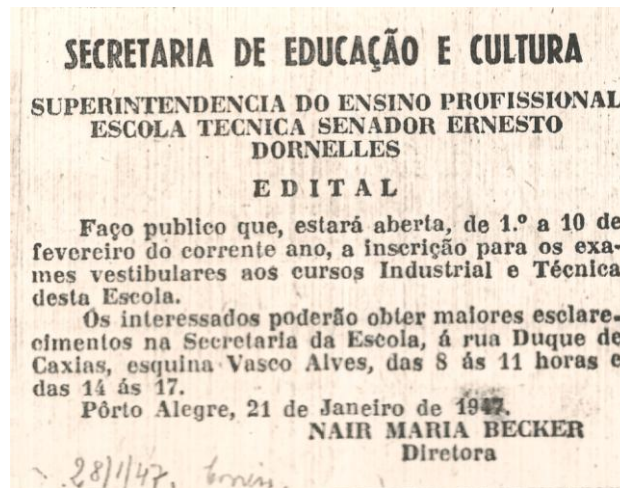 SECRETARIA DE EDUCAÇÃO E CULTURA
SUPERINTENDENCIA DO ENSINO PROFISSIONAL
ESCOLA TECNICA SENADOR ERNESTO
DORNELLES
EDITAL
Faço publico que, estará aberta, de 1.º a 10 de
fevereiro do corrente ano, a inscrição para os exa-
mes vestibulares aos cursos Industrial e Técnica
desta Escola.
Os interessados poderão obter maiores esclare-
cimentos na Secretaria da Escola, á rua Duque de
Caxias, esquina Vasco Alves, das 8 ás 11 horas e
das 14 ás 17.
Pôrto Alegre, 21 de Janeiro de 1947.
NAIR MARIA BECKER
Diretora
28/1/47.